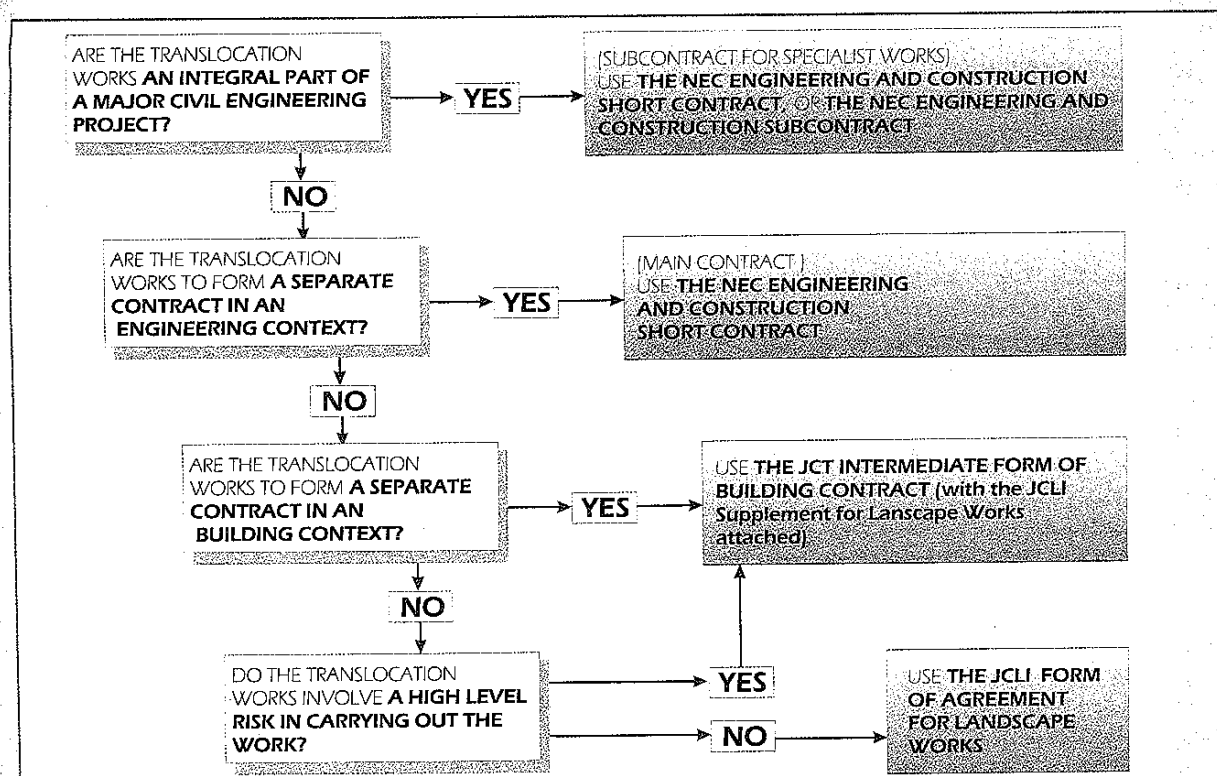 ARE THE TRANSLOCATION
WORKS AN INTEGRAL PART OF
A MAJOR CIVIL ENGINEERING
PROJECT?
YES
(SUBCONTRACT FOR SPECIALIST WORKS)
USE THE NEC ENGINEERING AND CONSTRUCTION
SHORT CONTRACT OR THE NEC ENGINEERING AND
CONSTRUCTION SUBCONTRACT
NO
ARE THE TRANSLOCATION
WORKS TO FORM A SEPARATE
CONTRACT IN AN
ENGINEERING CONTEXT?
YES
(MAIN CONTRACT )
USE THE NEC ENGINEERING
AND CONSTRUCTION
SHORT CONTRACT
NO
ARE THE TRANSLOCATION
WORKS TO FORM A SEPARATE
CONTRACT IN AN
BUILDING CONTEXT?
YES
USE THE JCT INTERMEDIATE FORM OF
BUILDING CONTRACT (with the JCLI
Supplement for Lanscape Works
attached)
NO
DO THE TRANSLOCATION
WORKS INVOLVE A HIGH LEVEL
RISK IN CARRYING OUT THE
WORK?
YES
NO
USE THE JCLI FORM
OF AGREEMENT
FOR LANDSCAPE
WORKS